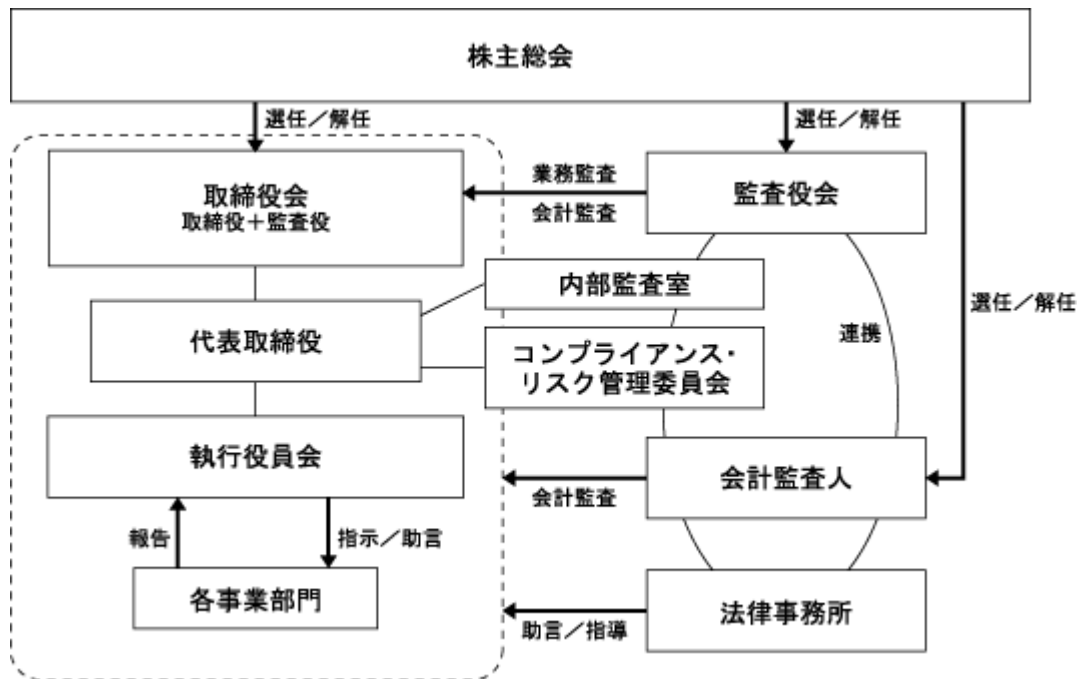 株主総会
選任／解任
選任／解任
取締役会
取締役＋監査役
業務監査
会計監査
監査役会
内部監査室
選任／解任
代表取締役
コンプライアンス・
リスク管理委員会
連携
執行役員会
会計監査
会計監査人
報告
指示／助言
各事業部門
助言／指導
法律事務所